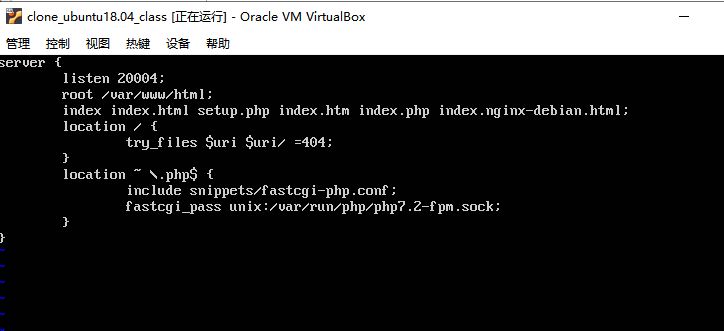 clone_ubuntu18.04_class [正在运行] - Oracle VM VirtualBox
管理 控制 视图 热键 设备 帮助
server {
        listen 20004;
        root /var/www/html;
        index index.html setup.php index.htm index.php index.nginx-debian.html;
        location / {
                try_files $uri $uri/ =404;
        }
        location ~ \.php$ {
                include snippets/fastcgi-php.conf;
                fastcgi_pass unix:/var/run/php/php7.2-fpm.sock;
        }
}
~
~
~
~
~